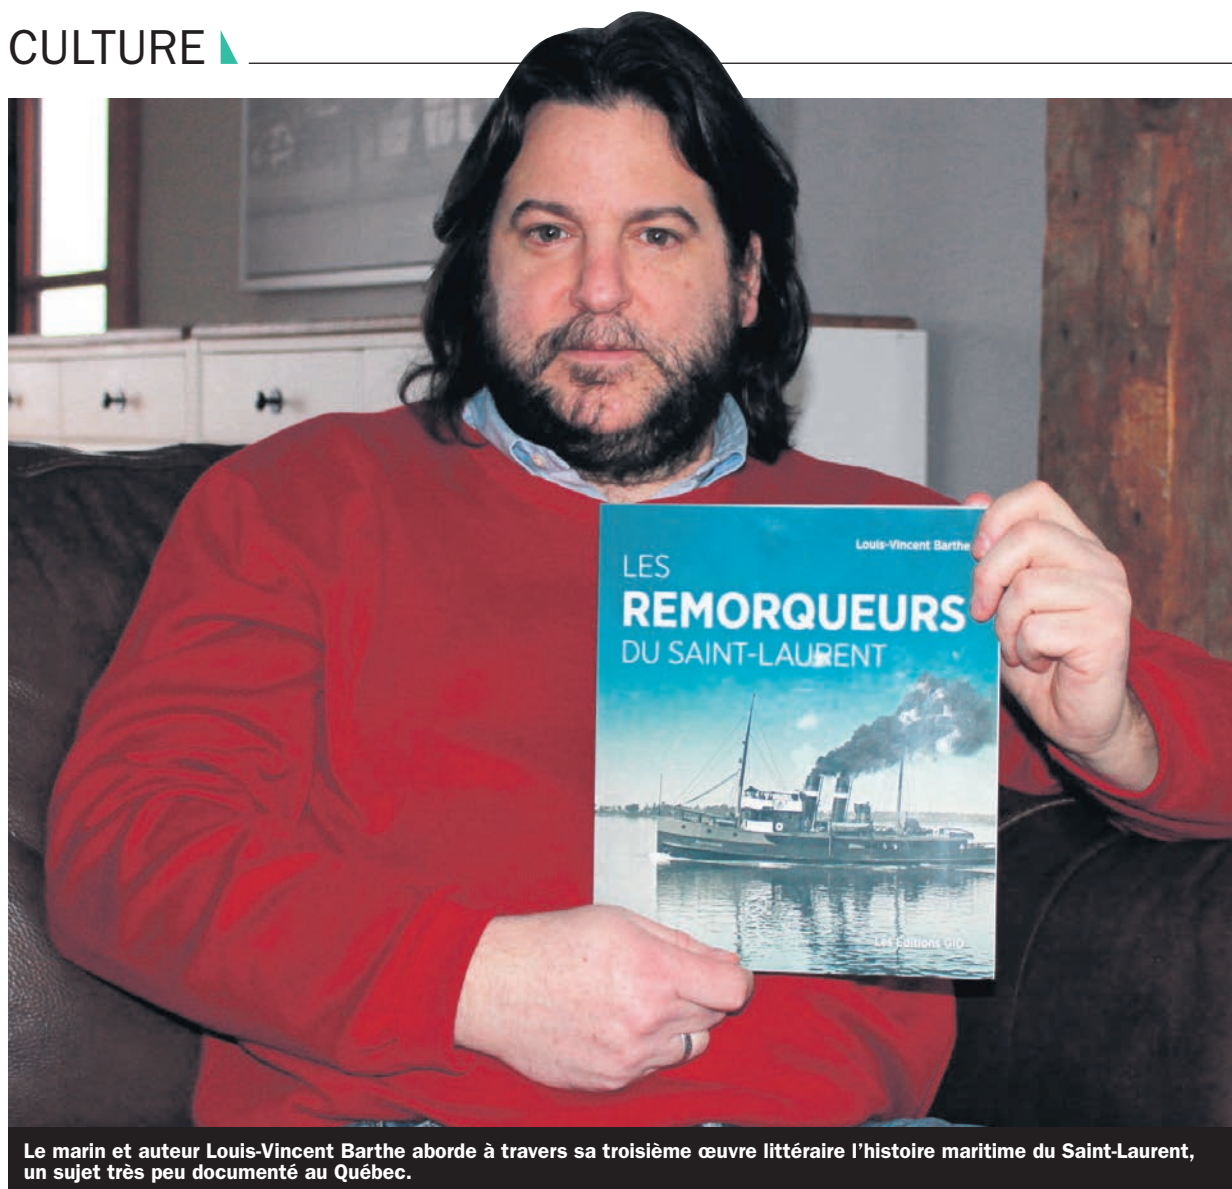 CULTURE
Louis-Vincent Barthe
LES
REMORQUEURS
DU SAINT-LAURENT
Les Éditions GID
Le marin et auteur Louis-Vincent Barthe aborde à travers sa troisième œuvre littéraire l’histoire maritime du Saint-Laurent,
un sujet très peu documenté au Québec.